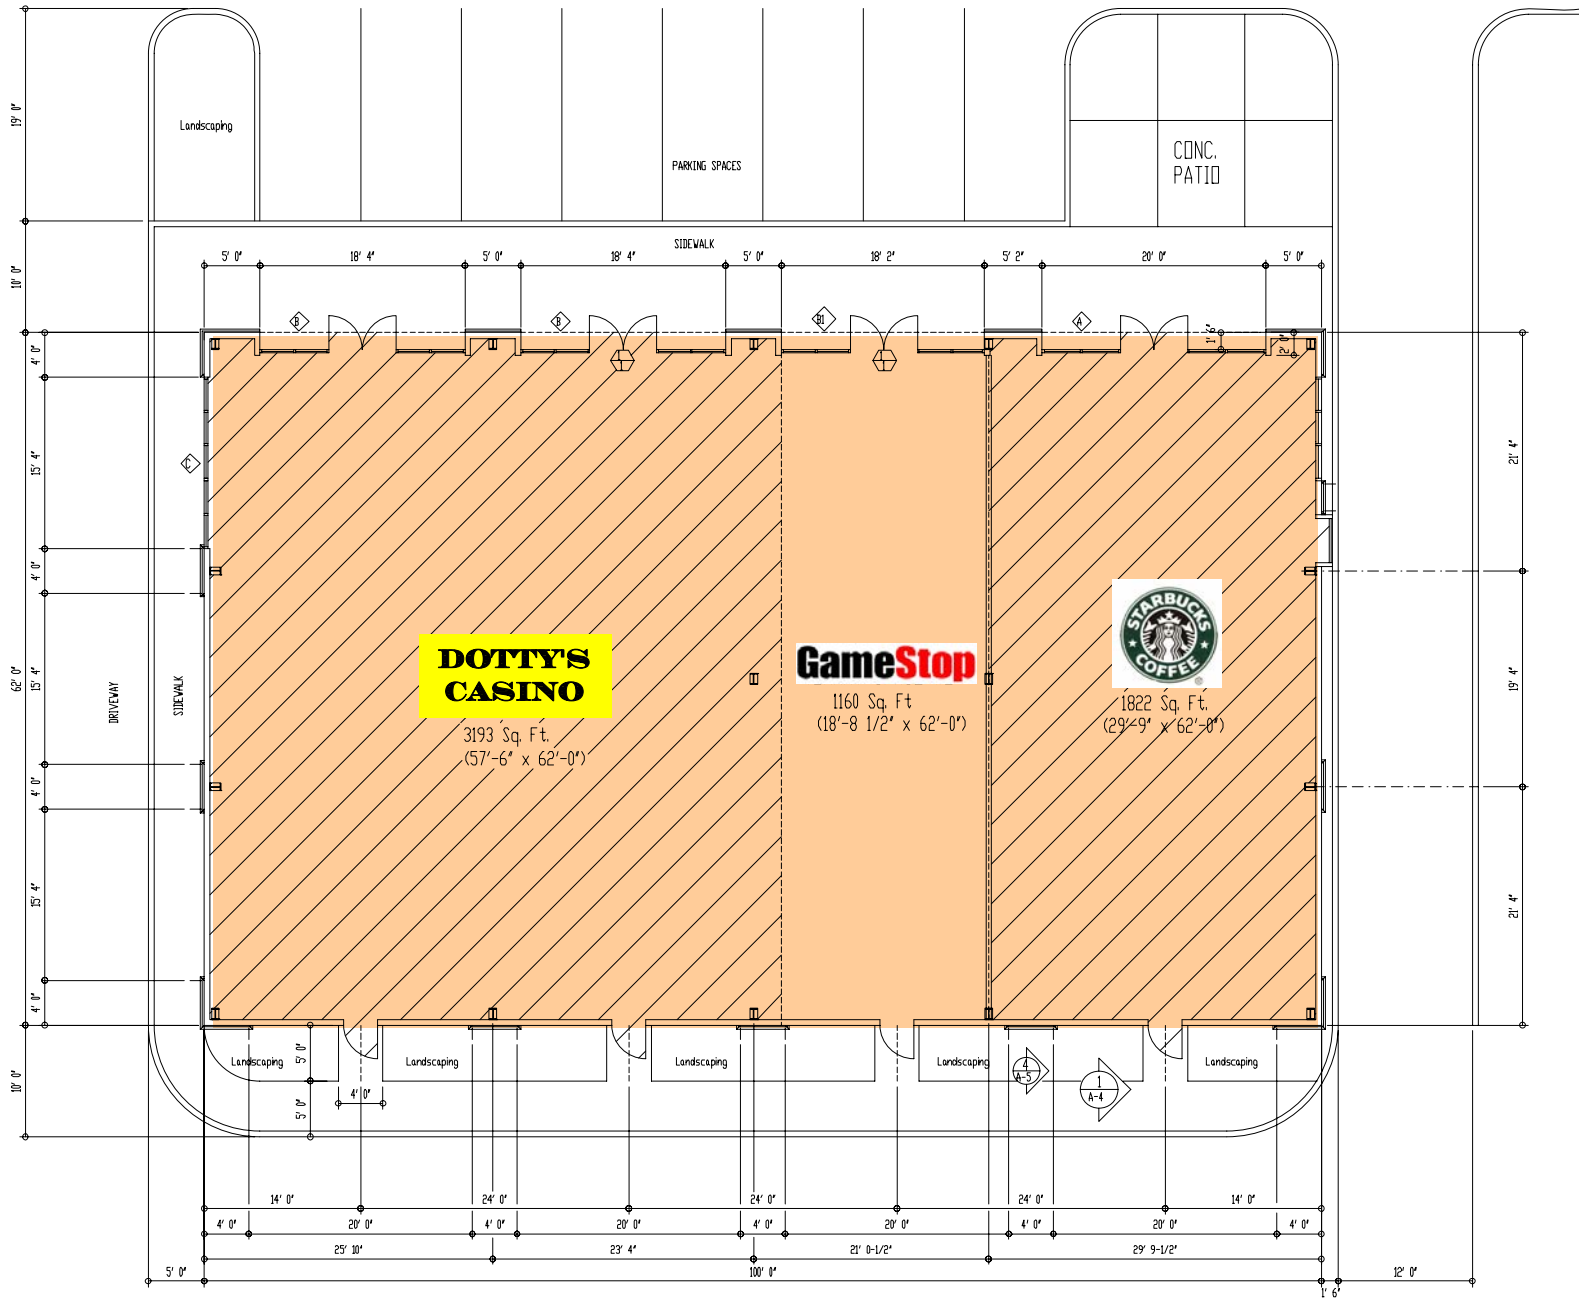 19' 0"
Landscaping
PARKING SPACES
CONC.
PATIO
SIDEWALK
5' 0"
18' 4"
5' 0"
18' 4"
5' 0"
18' 2"
5' 2"
20' 0"
5' 0"
10' 0"
B
B
B1
A
1' 6"
2' 0"
4' 0"
15' 4"
C
21' 4"
4' 0"
STARBUCKS
COFFEE
DOTTY'S
CASINO
GameStop
62' 0"
15' 4"
DRIVEWAY
SIDEWALK
3193 Sq. Ft.
(57'-6" x 62'-0")
1160 Sq. Ft
(18'-8 1/2" x 62'-0")
1822 Sq. Ft.
(29'-9" x 62'-0")
19' 4"
4' 0"
15' 4"
21' 4"
4' 0"
10' 0"
Landscaping
5' 0"
Landscaping
Landscaping
Landscaping
4
A-5
1
A-4
Landscaping
5' 0"
4' 0"
14' 0"
24' 0"
24' 0"
24' 0"
14' 0"
4' 0"
20' 0"
4' 0"
20' 0"
4' 0"
20' 0"
4' 0"
20' 0"
4' 0"
25' 10"
23' 4"
21' 0-1/2"
29' 9-1/2"
5' 0"
100' 0"
1' 6"
12' 0"